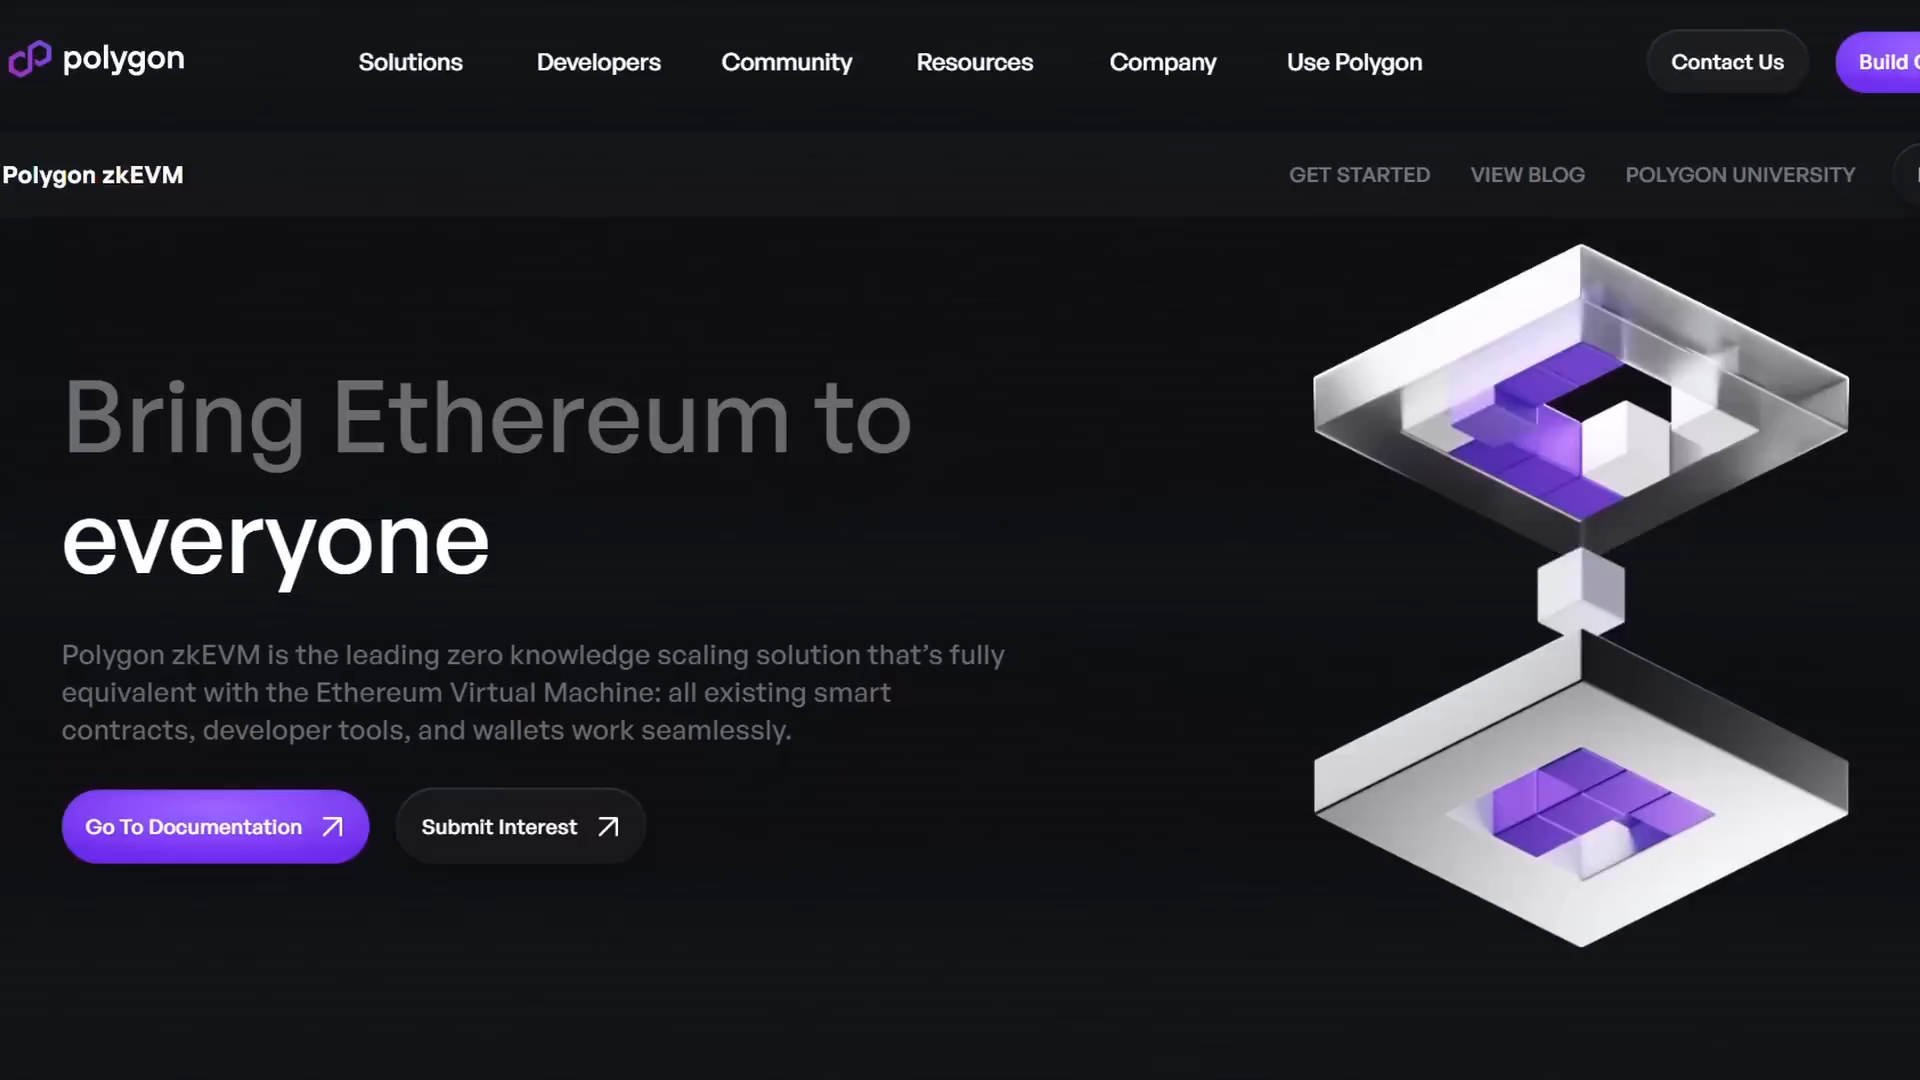 polygon
Solutions
Developers
Community
Resources
Company
Use Polygon
Contact Us
Build
Polygon zkEVM
GET STARTED
VIEW BLOG
POLYGON UNIVERSITY
Bring Ethereum to
everyone
Polygon zkEVM is the leading zero knowledge scaling solution that’s fully
equivalent with the Ethereum Virtual Machine: all existing smart
contracts, developer tools, and wallets work seamlessly.
Go To Documentation
Submit Interest